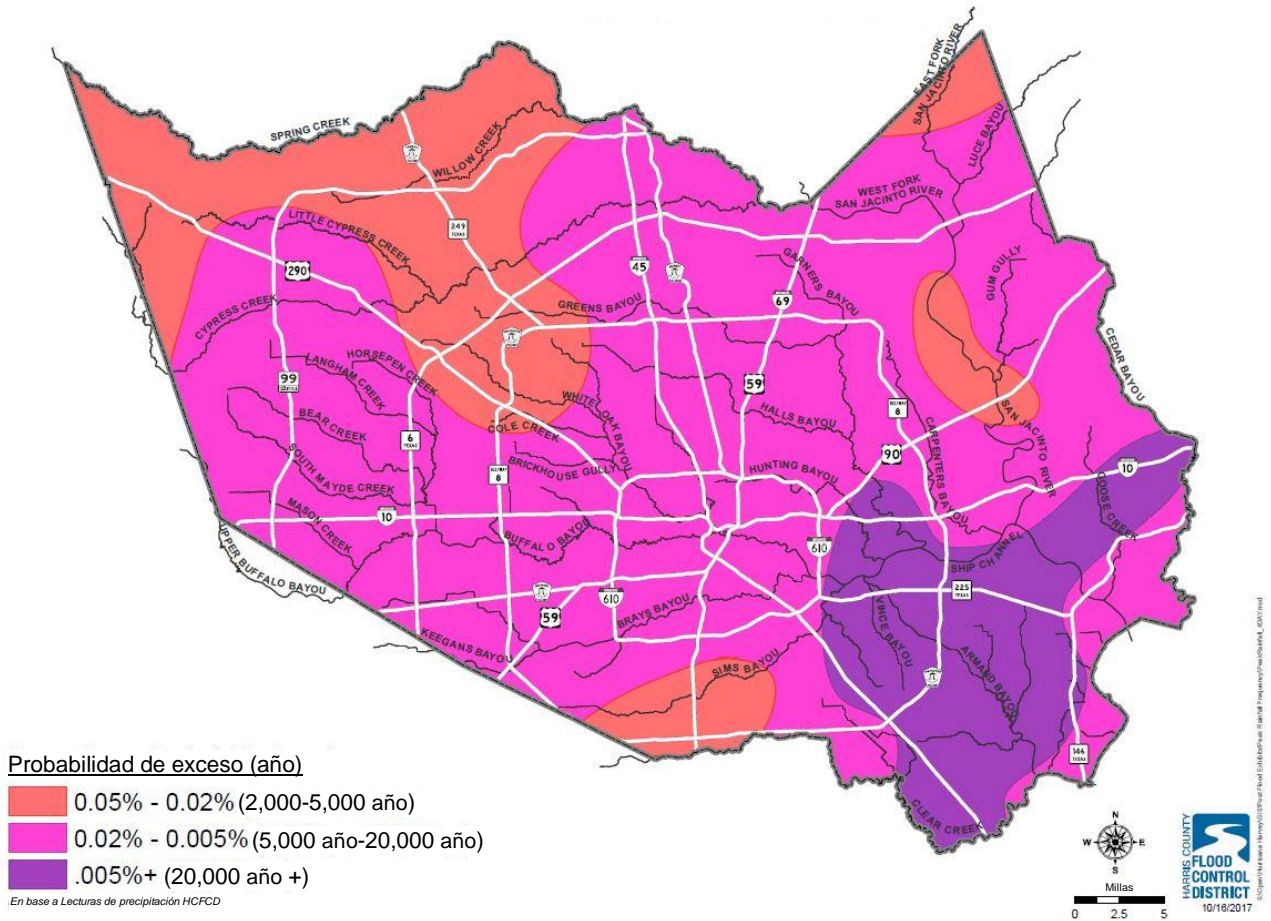 EAST FORK
SAN JACINTO RIVER
SPRING CREEK
LUCE BAYOU
WILLOW CREEK
WEST FORK
SAN JACINTO RIVER
LITTLE CYPRESS CREEK
249
TEXAS
290
45
GARNERS BAYOU
GUM GULLY
69
CYPRESS CREEK
GREENS BAYOU
CEDAR BAYOU
HORSEPEN CREEK
LANGHAM CREEK
99
59
WHITE OAK BAYOU
HALLS BAYOU
BELTWAY
8
BEAR CREEK
6
TEXAS
COLE CREEK
CARPENTERS BAYOU
SAN JACINTO RIVER
90
SOUTH MAYDE CREEK
BELTWAY
8
BRICKHOUSE GULLY
HUNTING BAYOU
10
GOOSE CREEK
MASON CREEK
10
BUFFALO BAYOU
610
SHIP CHANNEL
UPPER BUFFALO BAYOU
59
610
BRAYS BAYOU
225
TEXAS
VINCE BAYOU
KEEGANS BAYOU
SIMS BAYOU
ARMAND BAYOU
146
TEXAS
CLEAR CREEK
Probabilidad de exceso (año)
0.05% - 0.02% (2,000-5,000 año)
0.02% - 0.005% (5,000 año-20,000 año)
.005%+ (20,000 año +)
En base a Lecturas de precipitación HCFCD
N
W E
S
Millas
0 2.5 5
HARRIS COUNTY
FLOOD
CONTROL
DISTRICT
10/16/2017